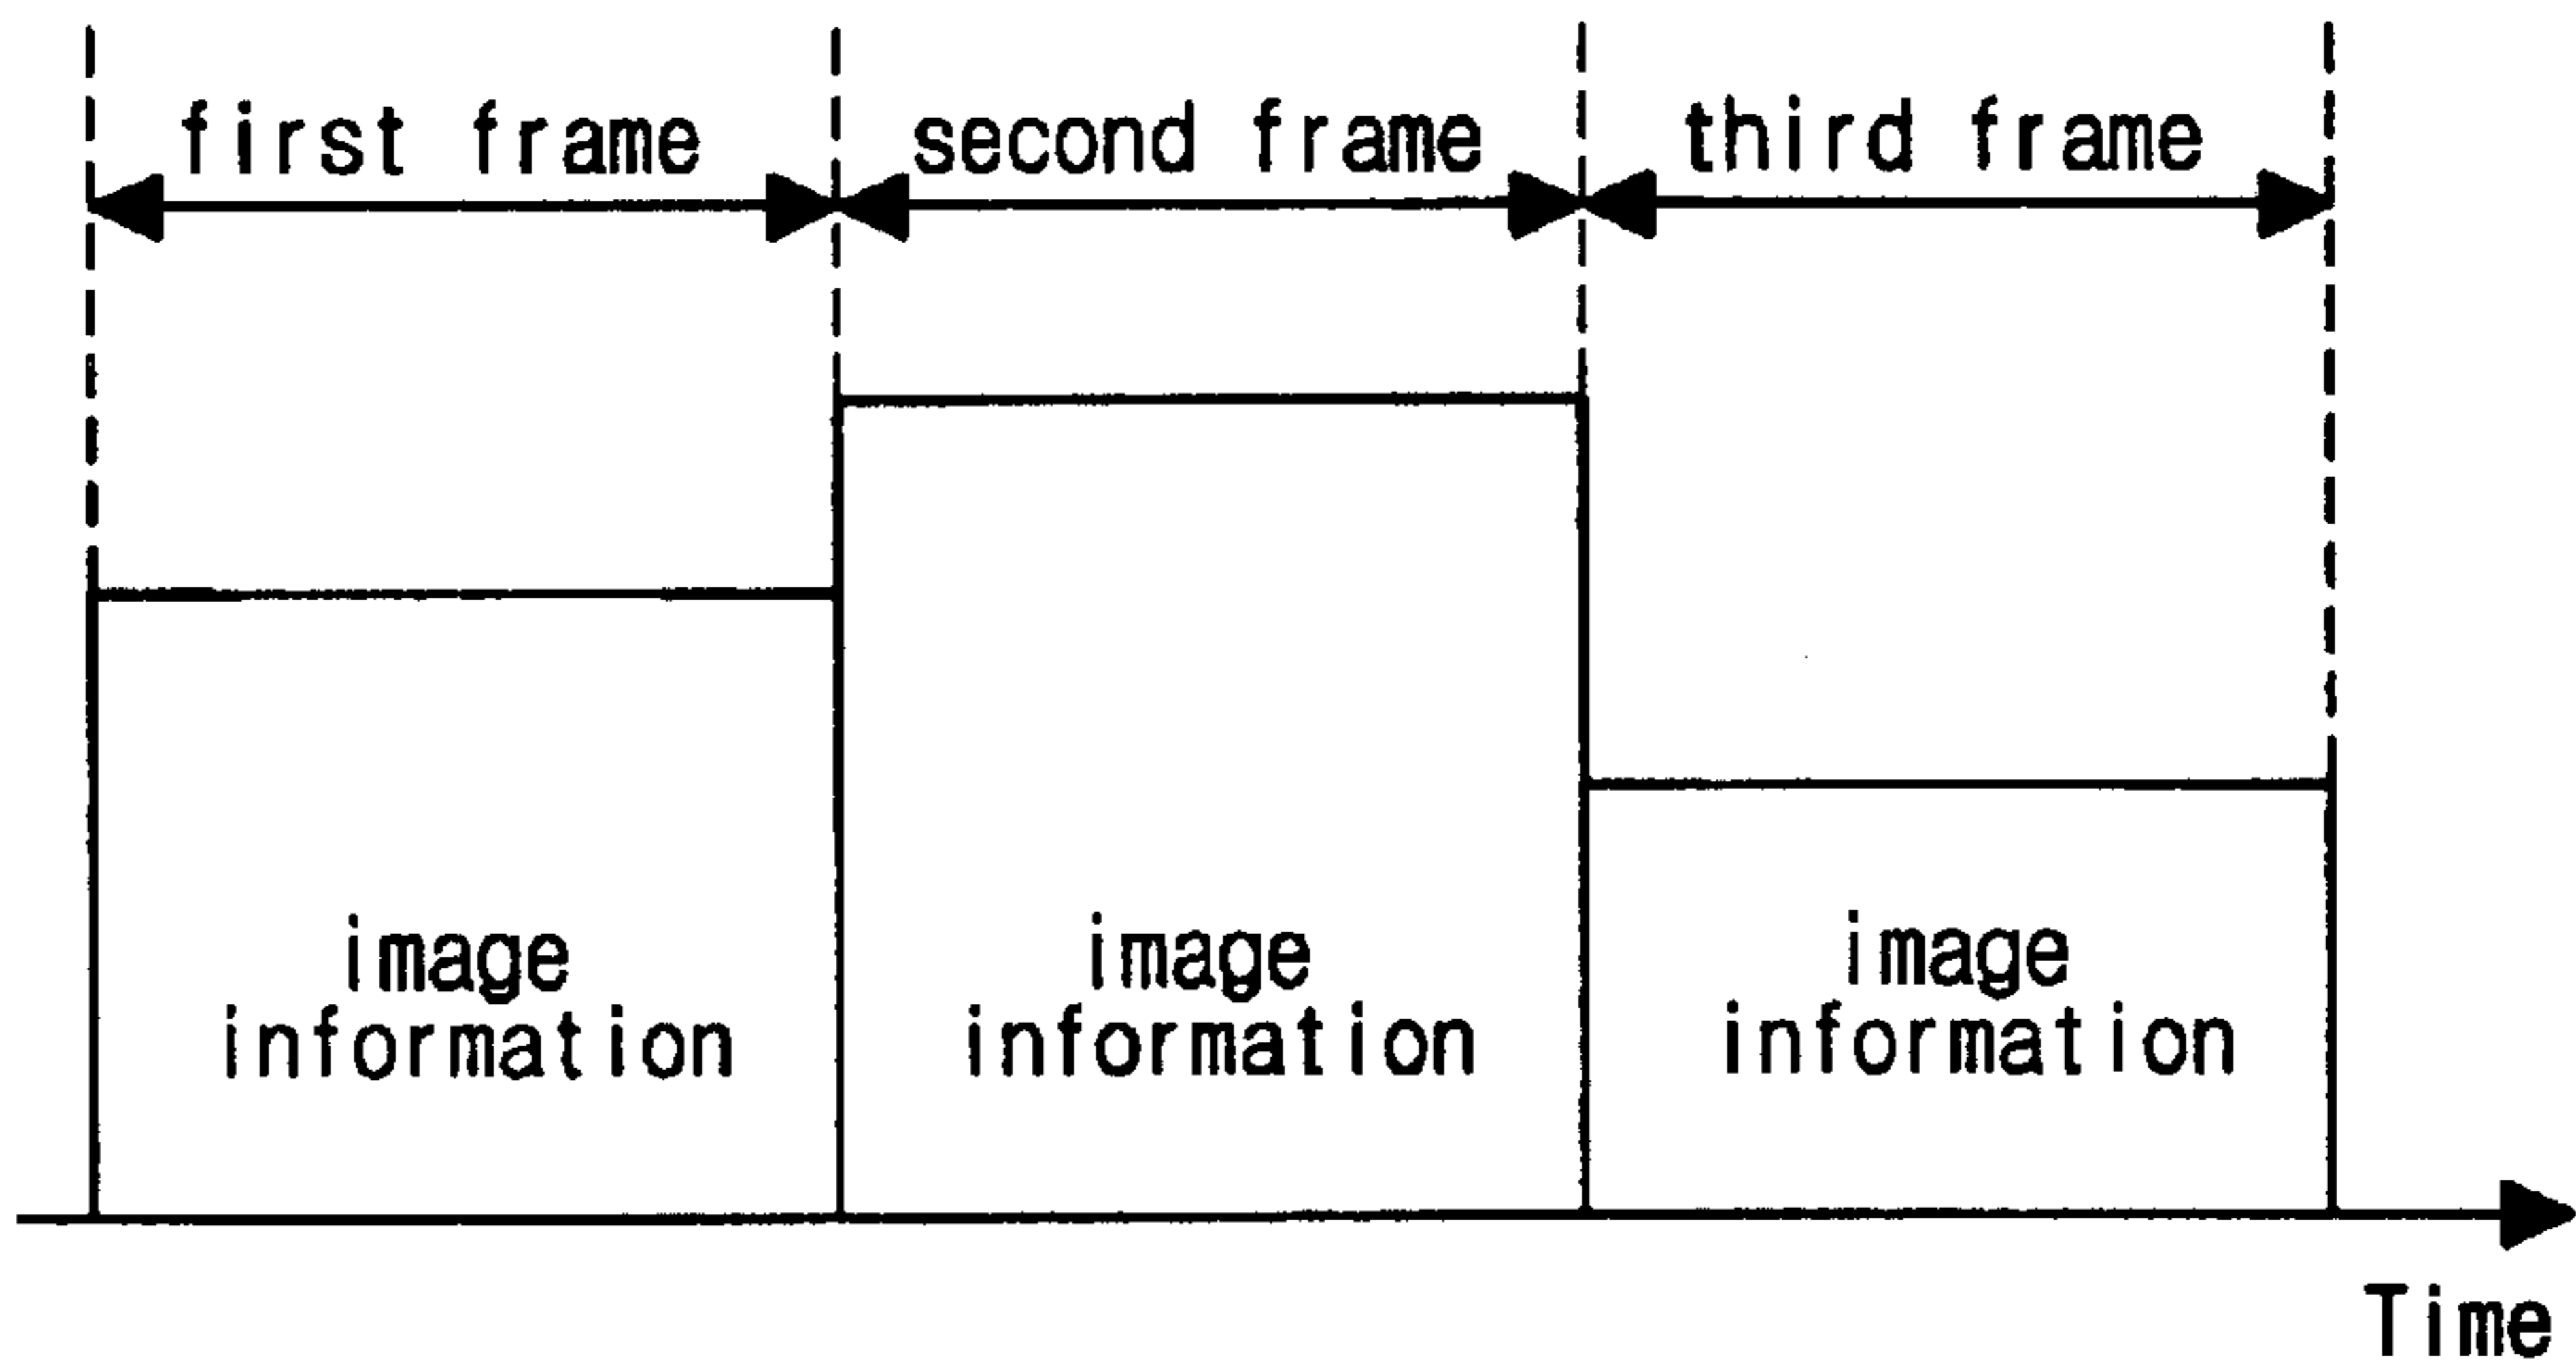 first frame
second frame
third frame
image
information
image
information
image
information
Time